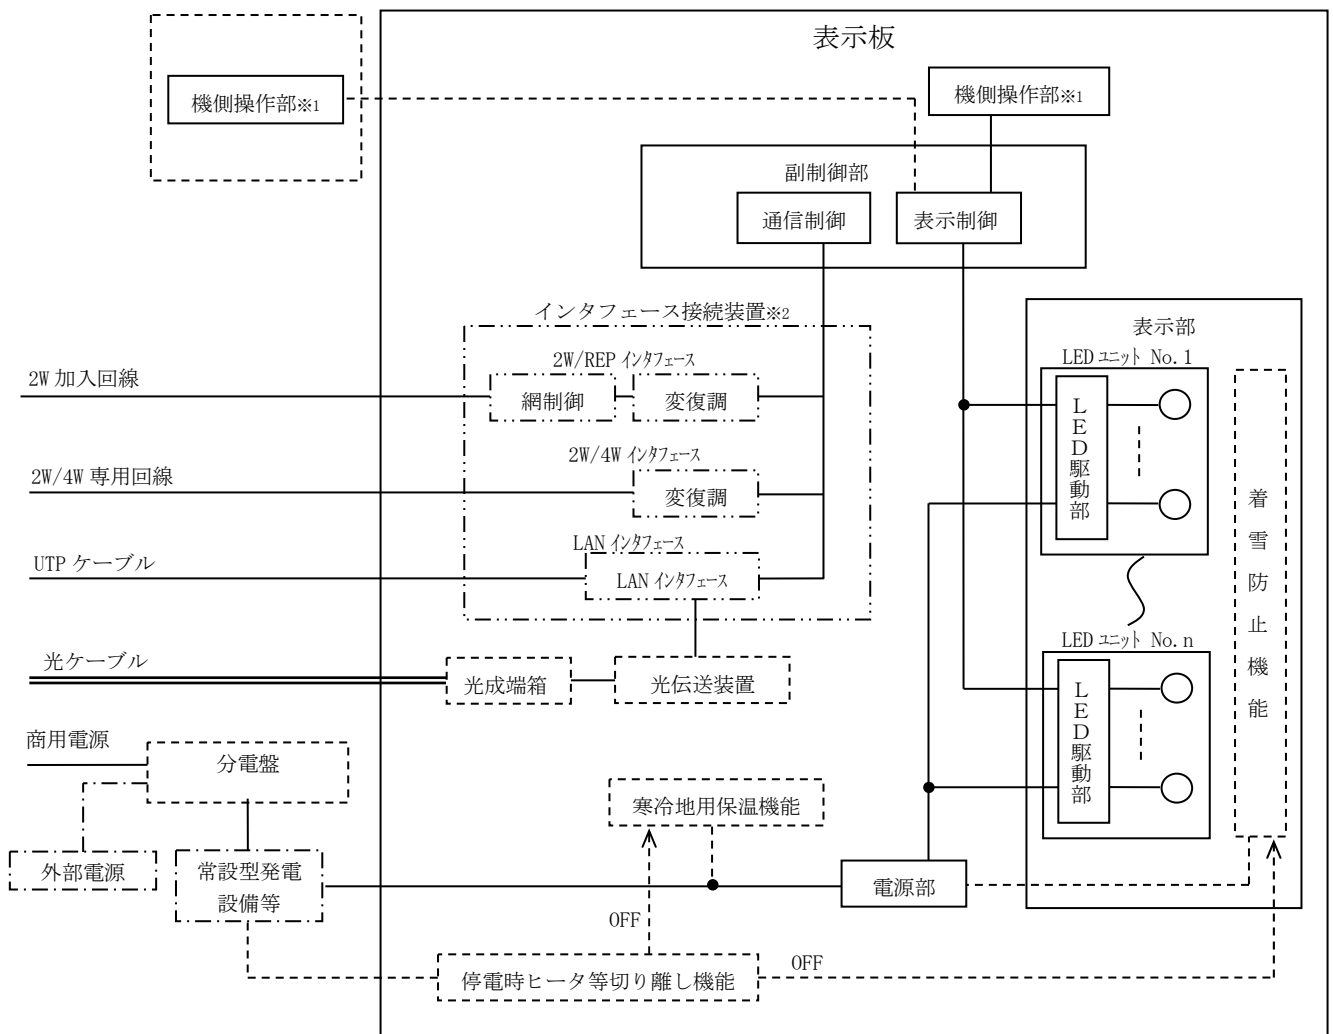 表示板
機側操作部※1
機側操作部※1
副制御部
通信制御
表示制御
インタフェース接続装置※2
2W/REP インタフェース
2W 加入回線
網制御
変復調
2W/4W インタフェース
2W/4W 専用回線
変復調
LAN インタフェース
UTP ケーブル
LAN インタフェース
光ケーブル
光成端箱
光伝送装置
表示部
LED ユニット No.1
LED駆動部
着雪防止機能
LED ユニット No.n
LED駆動部
商用電源
分電盤
寒冷地用保温機能
外部電源
常設型発電
設備等
電源部
OFF
停電時ヒータ等切り離し機能
OFF